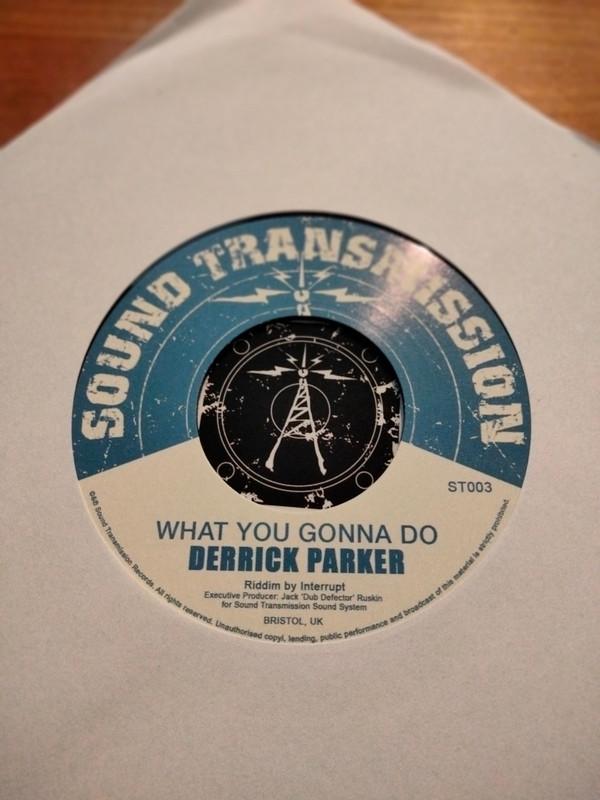 SOUND TRANSMISSION
ST003
WHAT YOU GONNA DO
DERRICK PARKER
Riddim by Interrupt
Executive Producer: Jack 'Dub Defector' Ruskin
for Sound Transmission Sound System
BRISTOL, UK
Sound Transmission Records. All rights reserved. Unauthorised copyi, lending, public performance and broadcast of this material is strictly prohibited.